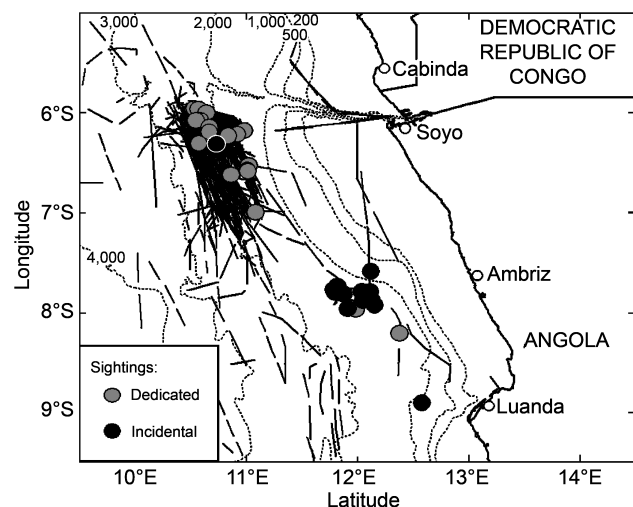 3,000
2,000
1,000
200
500
DEMOCRATIC
REPUBLIC OF
CONGO
Cabinda
6°S
Soyo
7°S
Longitude
4,000
Ambriz
8°S
ANGOLA
Sightings:
Dedicated
Incidental
9°S
Luanda
10°E
11°E
12°E
13°E
14°E
Latitude